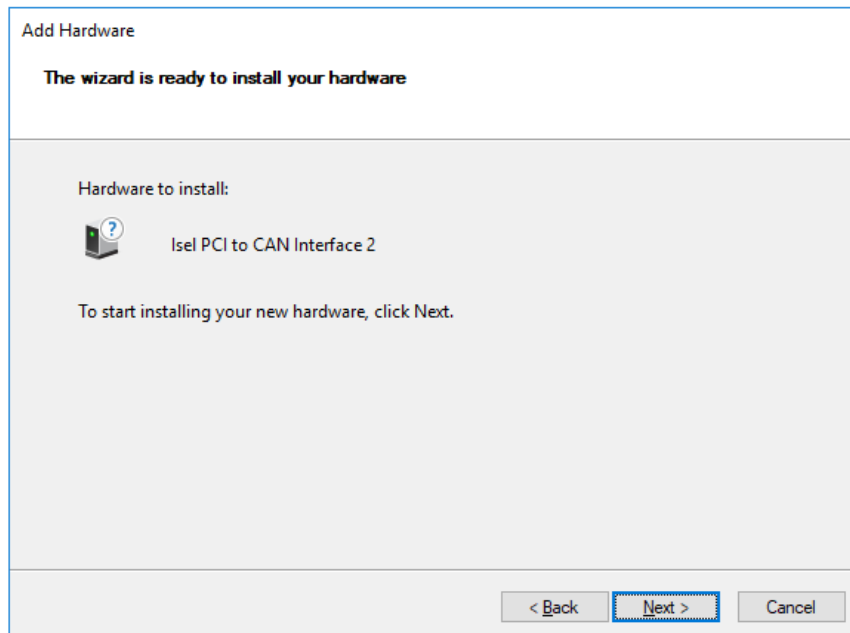 Add Hardware
The wizard is ready to install your hardware
Hardware to install:
?
Isel PCI to CAN Interface 2
To start installing your new hardware, click Next.
< Back Next > Cancel